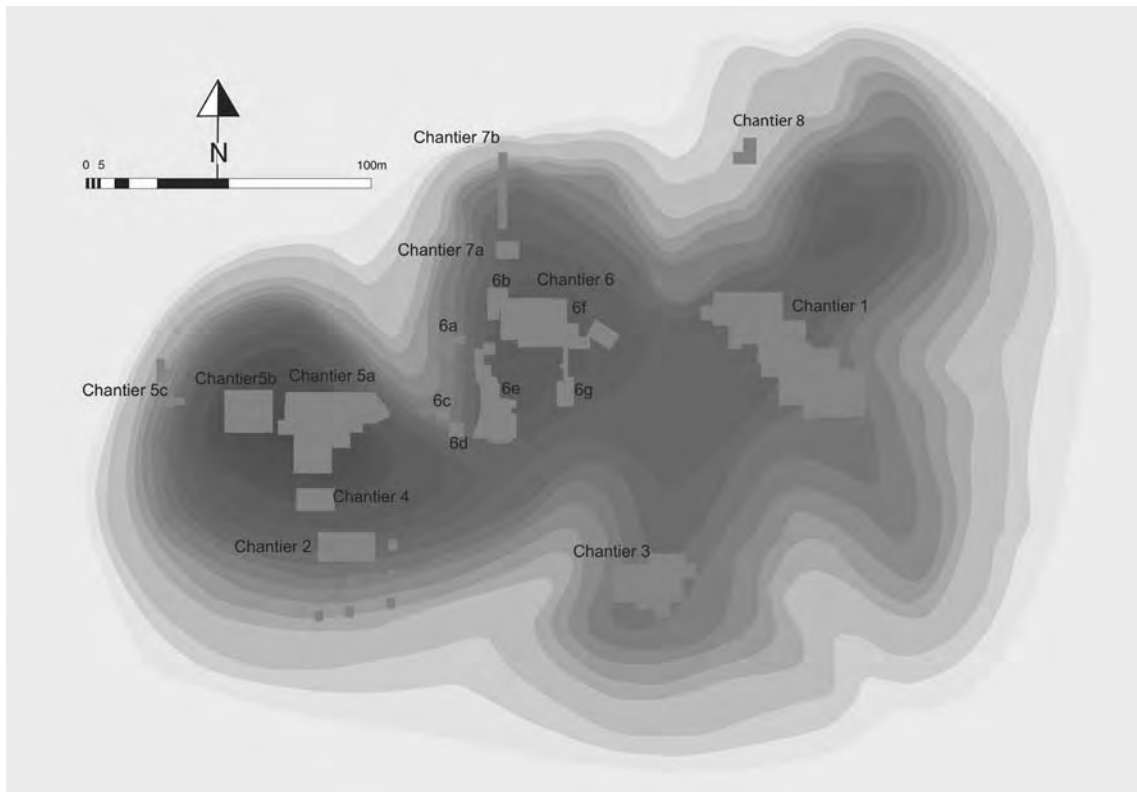 Chantier 8
Chantier 7b
N
0 5 100m
Chantier 7a
6b
Chantier 6
6f
Chantier 1
6a
Chantier 5c
Chantier5b
Chantier 5a
6c
6e
6g
6d
Chantier 4
Chantier 2
Chantier 3